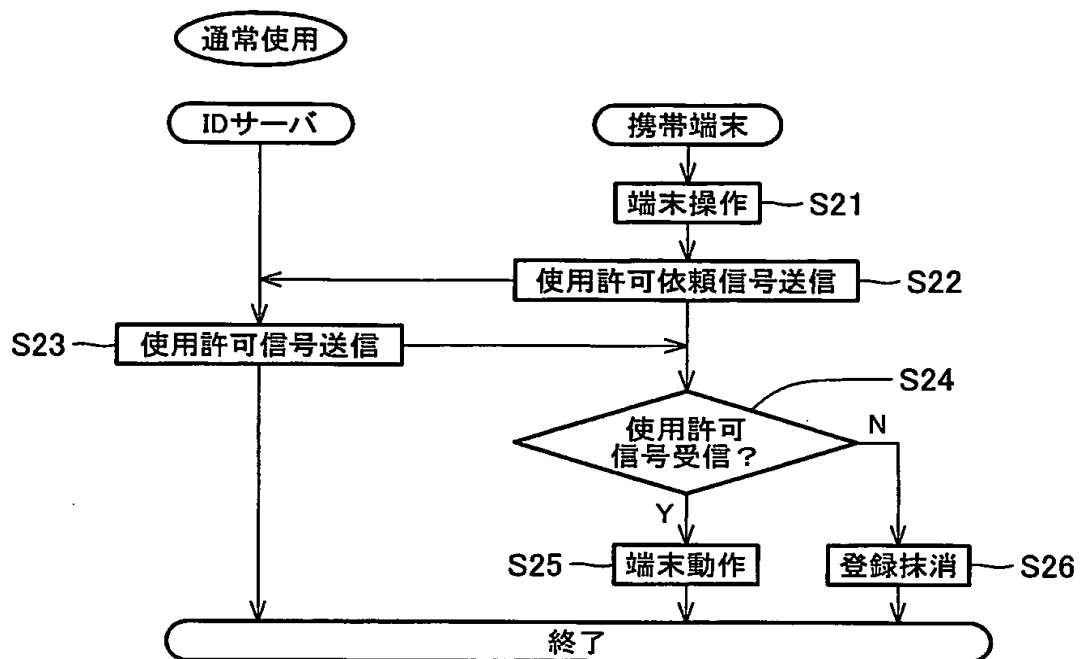 通常使用
IDサーバ
携帯端末
端末操作
S21
使用許可依頼信号送信
S22
S23
使用許可信号送信
S24
使用許可
信号受信?
N
Y
S25
端末動作
登録抹消
S26
終了